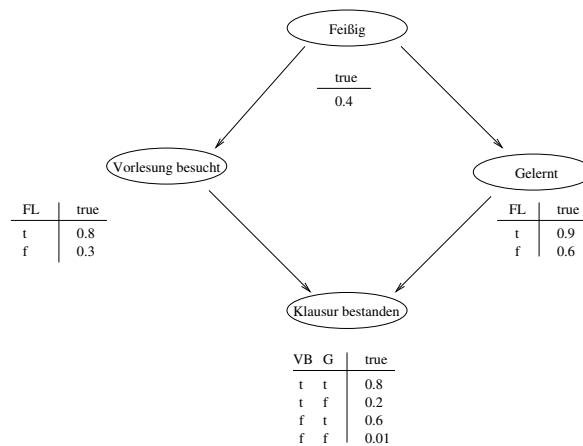 Feißig
true
0.4
Vorlesung besucht
Gelernt
FL true
t 0.8
f 0.3
FL true
t 0.9
f 0.6
Klausur bestanden
VB G true
t t 0.8
t f 0.2
f t 0.6
f f 0.01